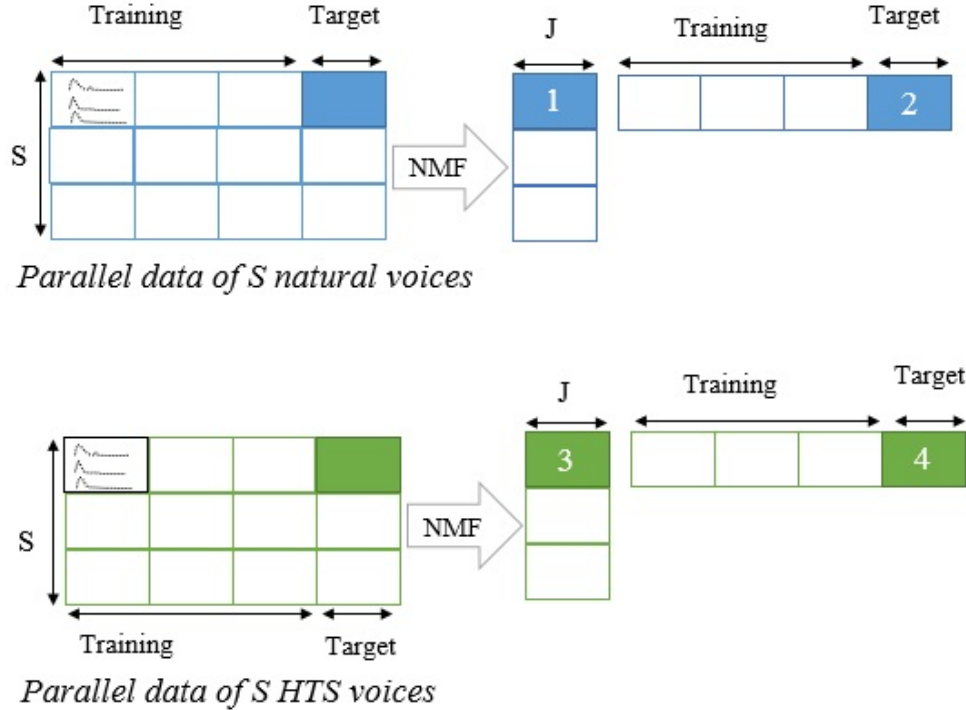 Training Target
J
Training
Target
S
1
2
NMF
Parallel data of S natural voices
J
Training
Target
3
4
S
NMF
Training
Target
Parallel data of S HTS voices